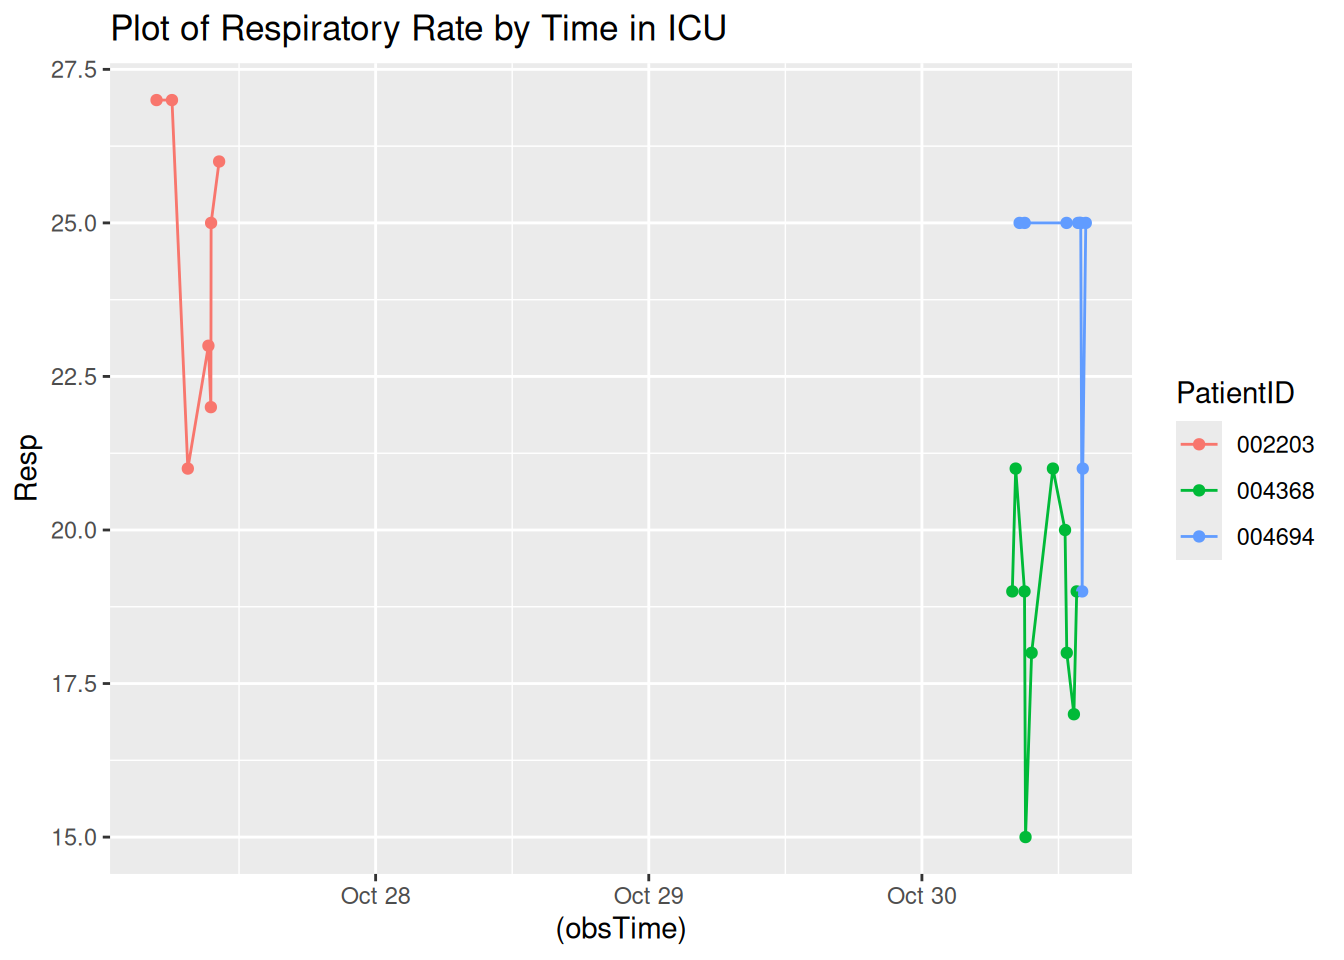 Plot of Respiratory Rate by Time in ICU
27.5
25.0
22.5
20.0
17.5
15.0
Resp
Oct 28 Oct 29 Oct 30
(obsTime)
PatientID
002203
004368
004694